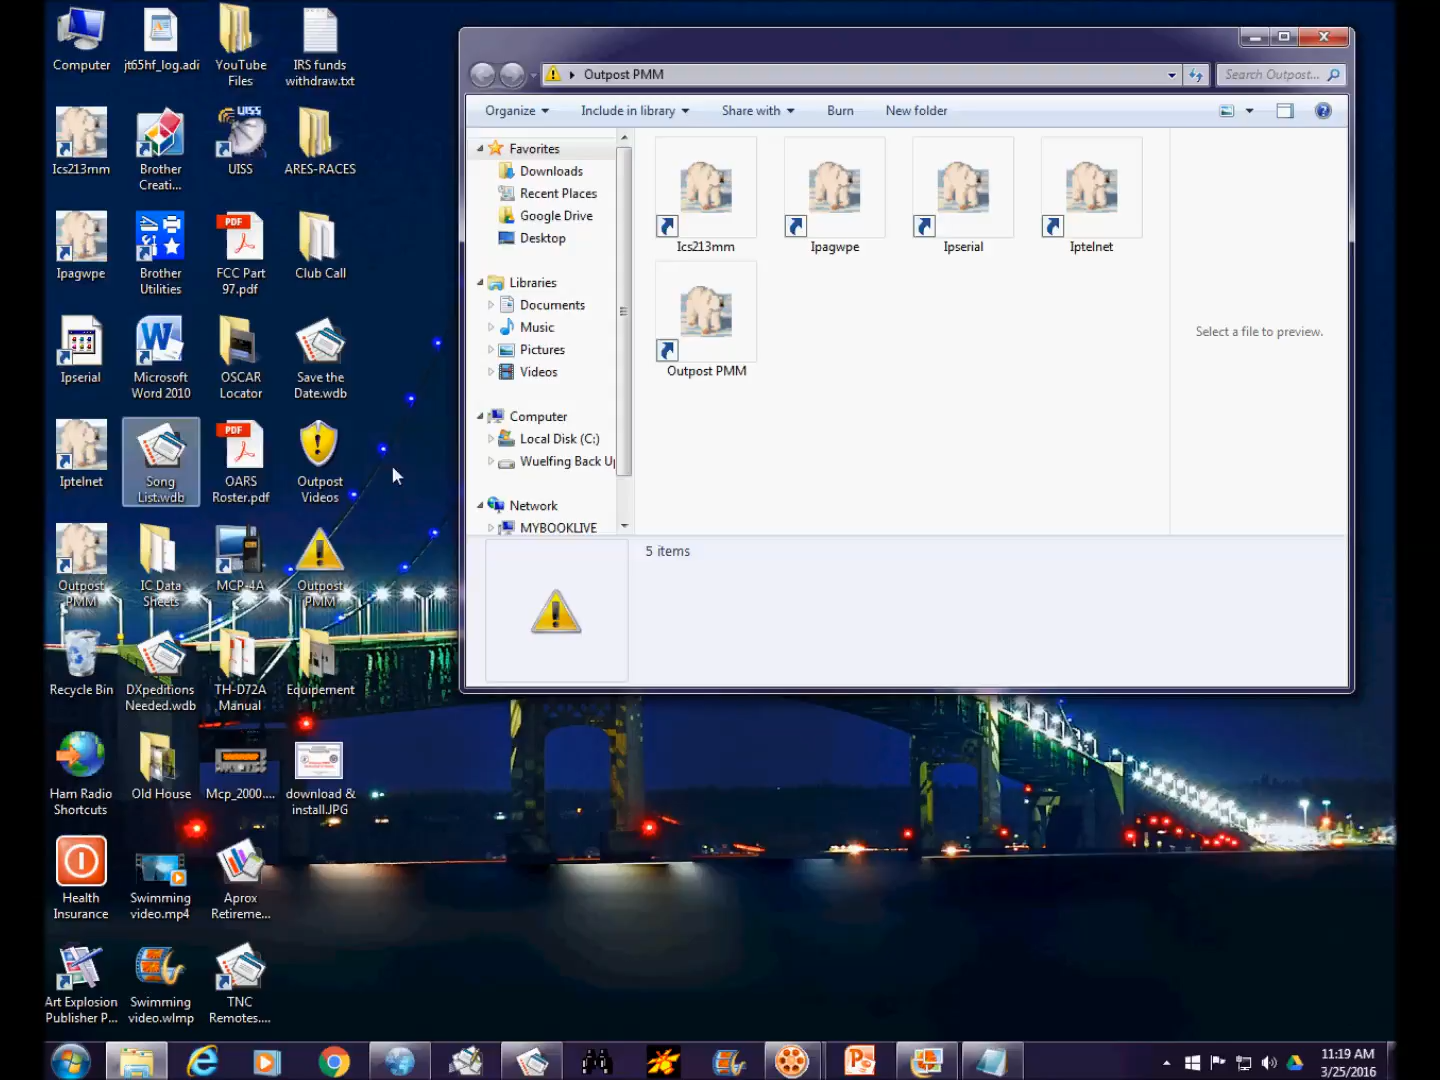 Computer
jt65hf_log.adi
YouTube
Files
IRS funds
withdraw.txt
Ics213mm
Brother
Creati...
UISS
UISS
ARES-RACES
Ipagwpe
Brother
Utilities
PDF
FCC Part
97.pdf
Club Call
Ipserial
Microsoft
Word 2010
OSCAR
Locator
Save the
Date.wdb
Iptelnet
Song
List.wdb
PDF
OARS
Roster.pdf
Outpost
Videos
Outpost
PMM
IC Data
Sheets
MCP-4A
Outpost
PMM
Recycle Bin
DXpeditions
Needed.wdb
TH-D72A
Manual
Equipement
Ham Radio
Shortcuts
Old House
Mcp_2000....
download &
install.JPG
Health
Insurance
Swimming
video.mp4
Aprox
Retireme...
Art Explosion
Publisher P...
Swimming
video.wlmp
TNC
Remotes....
Outpost PMM
Search Outpost...
Organize
Include in library
Share with
Burn
New folder
Favorites
Downloads
Recent Places
Google Drive
Desktop
Libraries
Documents
Music
Pictures
Videos
Computer
Local Disk (C:)
Wuelfing Back U
Network
MYBOOKLIVE
Ics213mm
Ipagwpe
Ipserial
Iptelnet
Outpost PMM
Select a file to preview.
5 items
11:19 AM
3/25/2016